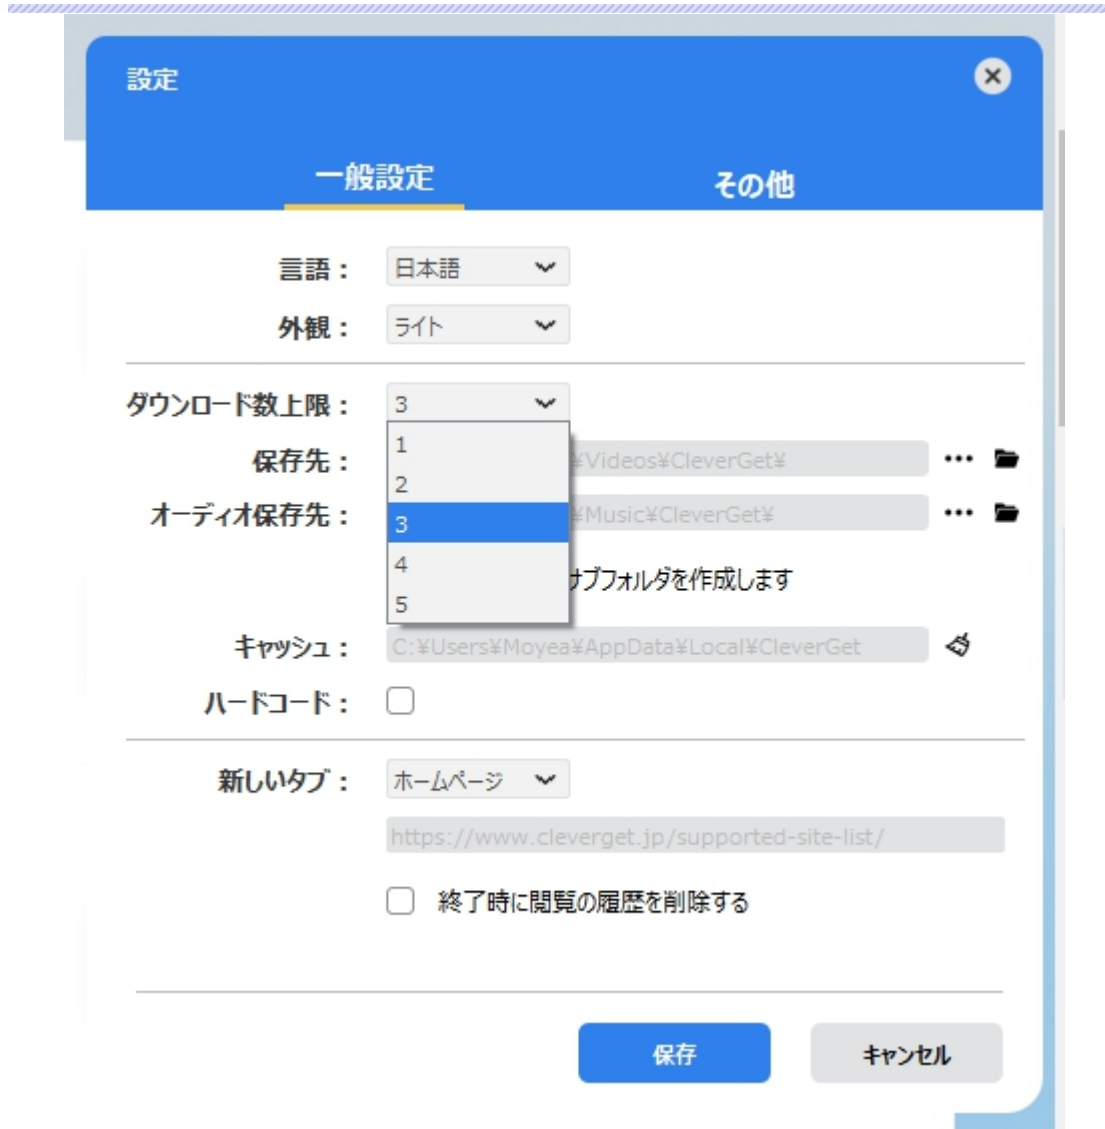 設定
一般設定 その他
言語： 日本語
外観： ライト
ダウンロード数上限： 3
1
保存先： ¥Videos¥CleverGet¥
2
オーディオ保存先： 3 ¥Music¥CleverGet¥
4 サブフォルダを作成します
5
キャッシュ： C:¥Users¥Moyea¥AppData¥Local¥CleverGet
ハードコード：
新しいタブ： ホームページ
https://www.cleverget.jp/supported-site-list/
終了時に閲覧の履歴を削除する
保存 キャンセル